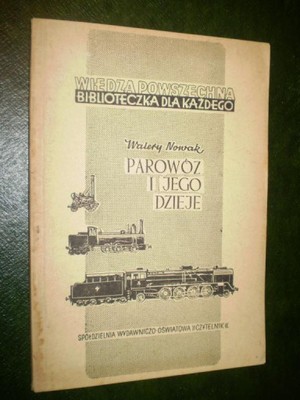 WIEDZA POWSZECHNA
BIBLIOTECZKA DLA KAŻDEGO
Walery Nowak
PAROWÓZ
I JEGO
DZIEJE
SPÓŁDZIELNIA WYDAWNICZO OŚWIATOWA „CZYTELNIK"